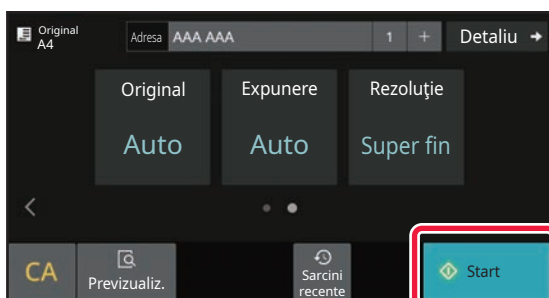 Original
A4
Adresa AAA AAA 1 + Detaliu
Original
Auto
Expunere
Auto
Rezoluţie
Super fin
CA
Previzualiz.
Sarcini
recente
Start